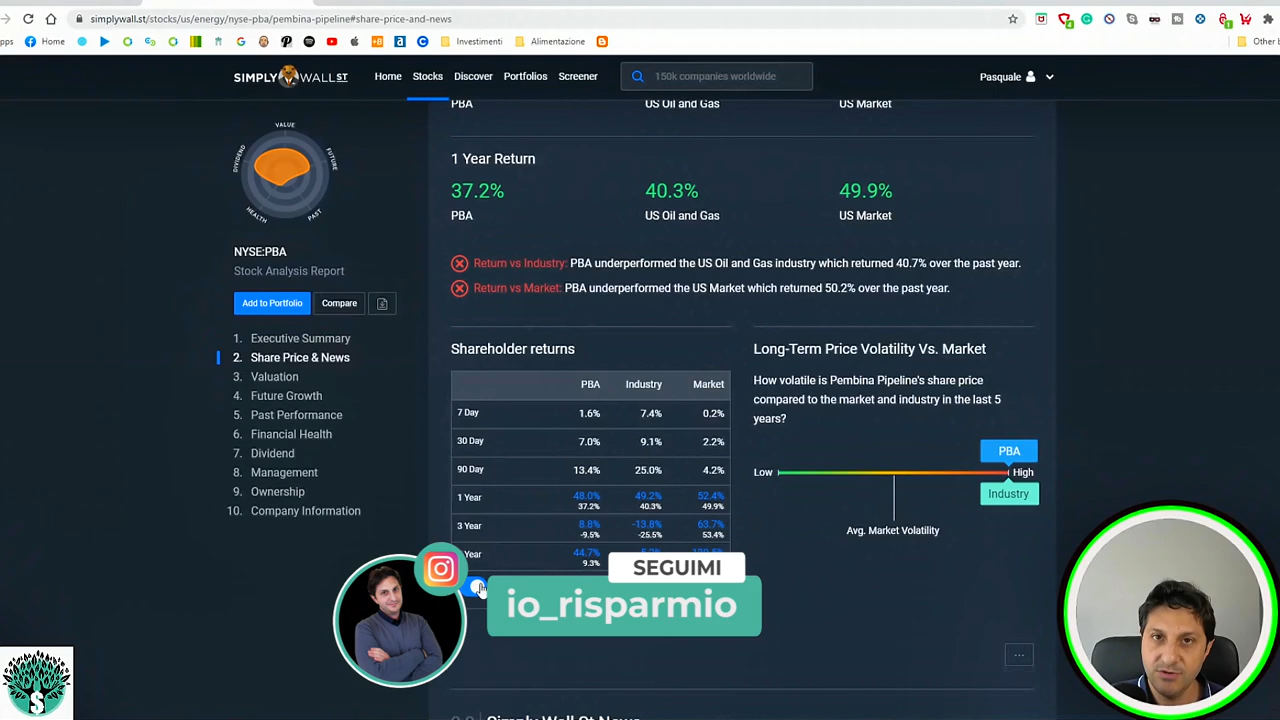 simplywall.st/stocks/us/energy/nyse-pba/pembina-pipeline#share-price-and-news
Home
Investimenti
Alimentazione
Other
SIMPLY WALL ST
Home
Stocks
Discover
Portfolios
Screener
150k companies worldwide
Pasquale
VALUE
FUTURE
PAST
HEALTH
DIVIDEND
NYSE:PBA
Stock Analysis Report
Add to Portfolio
Compare
1. Executive Summary
2. Share Price & News
3. Valuation
4. Future Growth
5. Past Performance
6. Financial Health
7. Dividend
8. Management
9. Ownership
10. Company Information
PBA
US Oil and Gas
US Market
1 Year Return
37.2%
40.3%
49.9%
PBA
US Oil and Gas
US Market
Return vs Industry: PBA underperformed the US Oil and Gas industry which returned 40.7% over the past year.
Return vs Market: PBA underperformed the US Market which returned 50.2% over the past year.
Shareholder returns
PBA Industry Market
7 Day 1.6% 7.4% 0.2%
30 Day 7.0% 9.1% 2.2%
90 Day 13.4% 25.0% 4.2%
1 Year 48.0% 49.2% 52.4%
37.2% 40.3% 49.9%
3 Year 8.8% -13.8% 63.7%
-9.5% -25.5% 53.4%
Year 44.7%
9.3%
Long-Term Price Volatility Vs. Market
How volatile is Pembina Pipeline's share price
compared to the market and industry in the last 5
years?
PBA
Low
High
Industry
Avg. Market Volatility
SEGUIMI
io_risparmio
Simply Wall St News